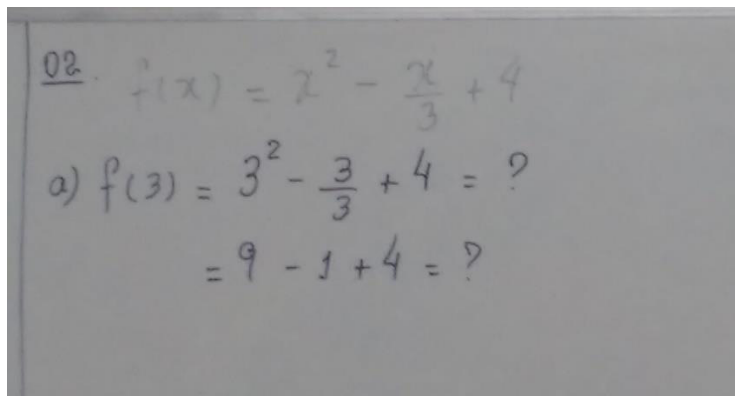 02. f(x) = x² - x/3 + 4
a) f(3) = 3² - 3/3 + 4 = ?
= 9 - 1 + 4 = ?